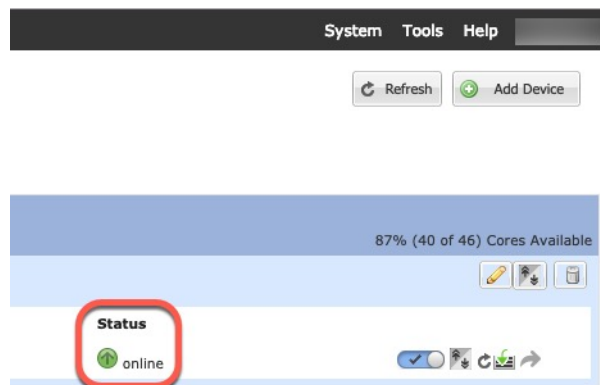 System Tools Help
Refresh Add Device
87% (40 of 46) Cores Available
Status
online